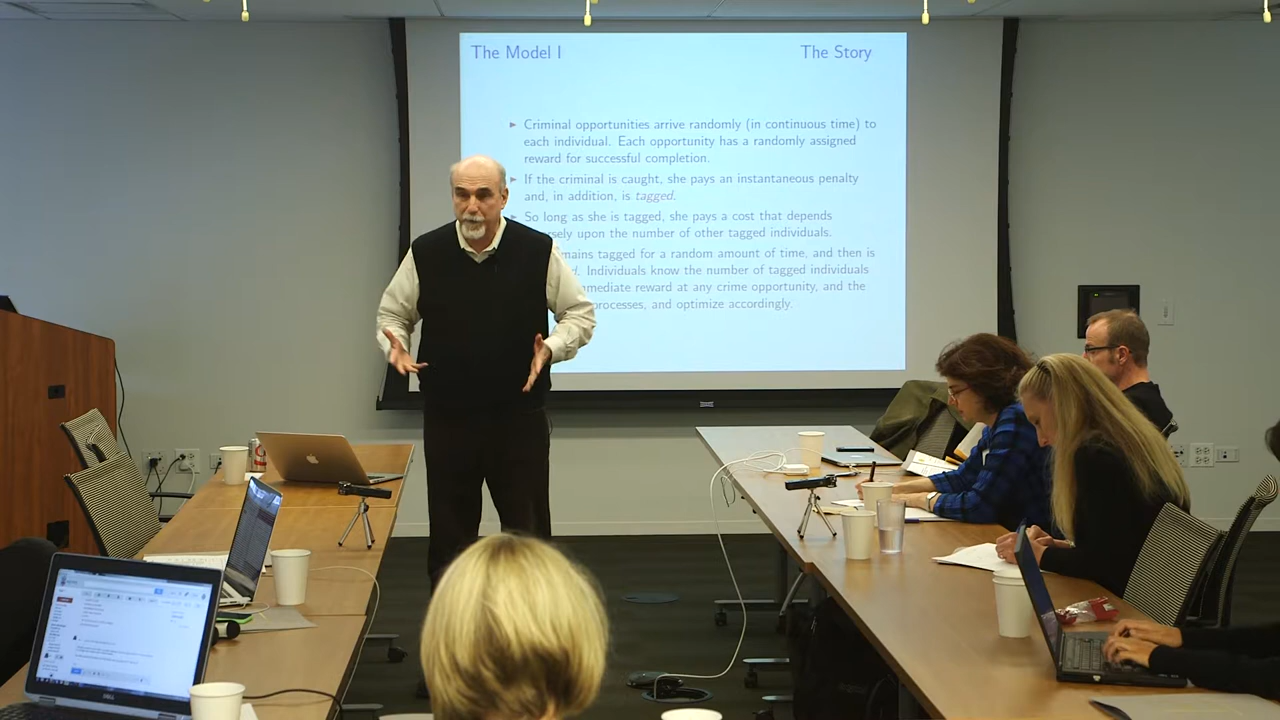 The Model I The Story
Criminal opportunities arrive randomly (in continuous time) to
each individual. Each opportunity has a randomly assigned
reward for successful completion.
If the criminal is caught, she pays an instantaneous penalty
and, in addition, is tagged.
So long as she is tagged, she pays a cost that depends
upon the number of other tagged individuals.
for a random amount of time, and then is
Individuals know the number of tagged individuals
reward at any crime opportunity, and the
processes, and optimize accordingly.
DELL